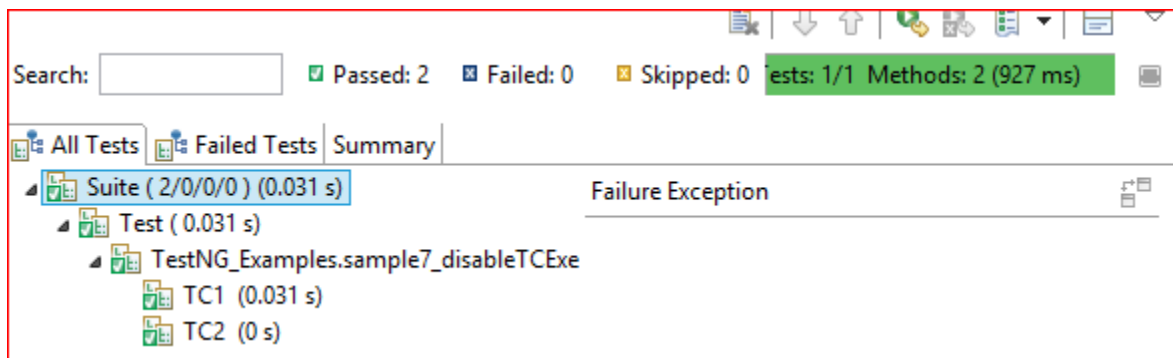 Search: Passed: 2 Failed: 0 Skipped: 0 ests: 1/1 Methods: 2 (927 ms)
All Tests Failed Tests Summary
Suite ( 2/0/0/0 ) (0.031 s) Failure Exception
Test ( 0.031 s)
TestNG_Examples.sample7_disableTCExe
TC1 (0.031 s)
TC2 (0 s)